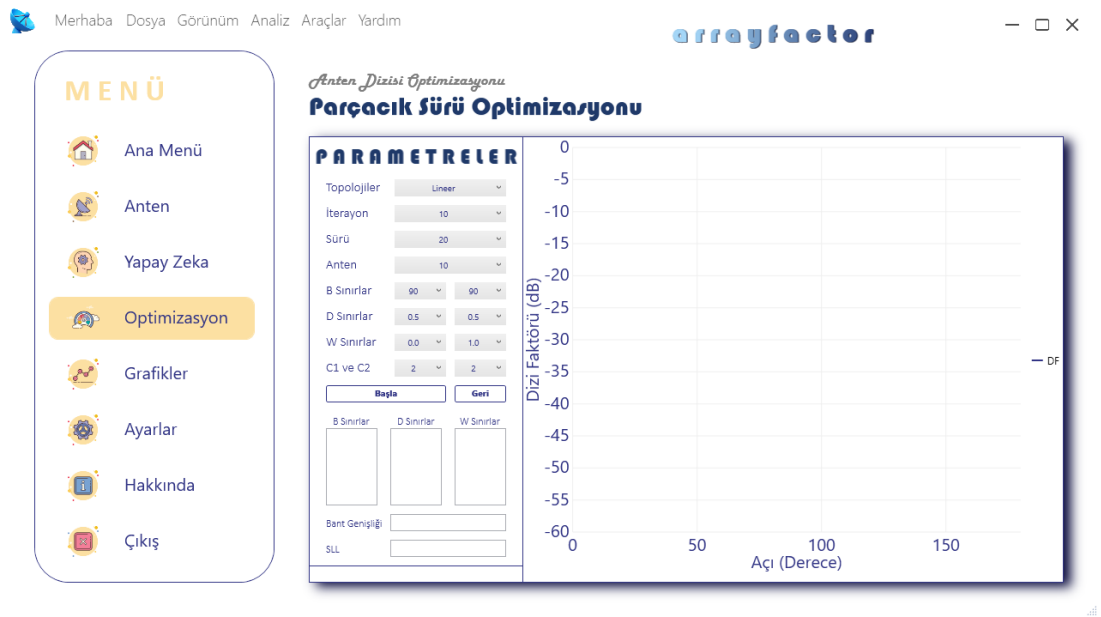 Merhaba Dosya Görünüm Analiz Araçlar Yardım
arrayfactor
MENÜ
Ana Menü
Anten
Yapay Zeka
Optimizasyon
Grafikler
Ayarlar
Hakkında
Çıkış
Anten Dizisi Optimizasyonu
Parçacık Sürü Optimizasyonu
PARAMETRELER
Topolojiler Lineer
İterayon 10
Sürü 20
Anten 10
B Sınırlar 90 90
D Sınırlar 0.5 0.5
W Sınırlar 0.0 1.0
C1 ve C2 2 2
Başla Geri
B Sınırlar D Sınırlar W Sınırlar
Bant Genişliği
SLL
Dizi Faktörü (dB)
0
-5
-10
-15
-20
-25
-30
-35
-40
-45
-50
-55
-60
0 50 100 150
Açı (Derece)
DF